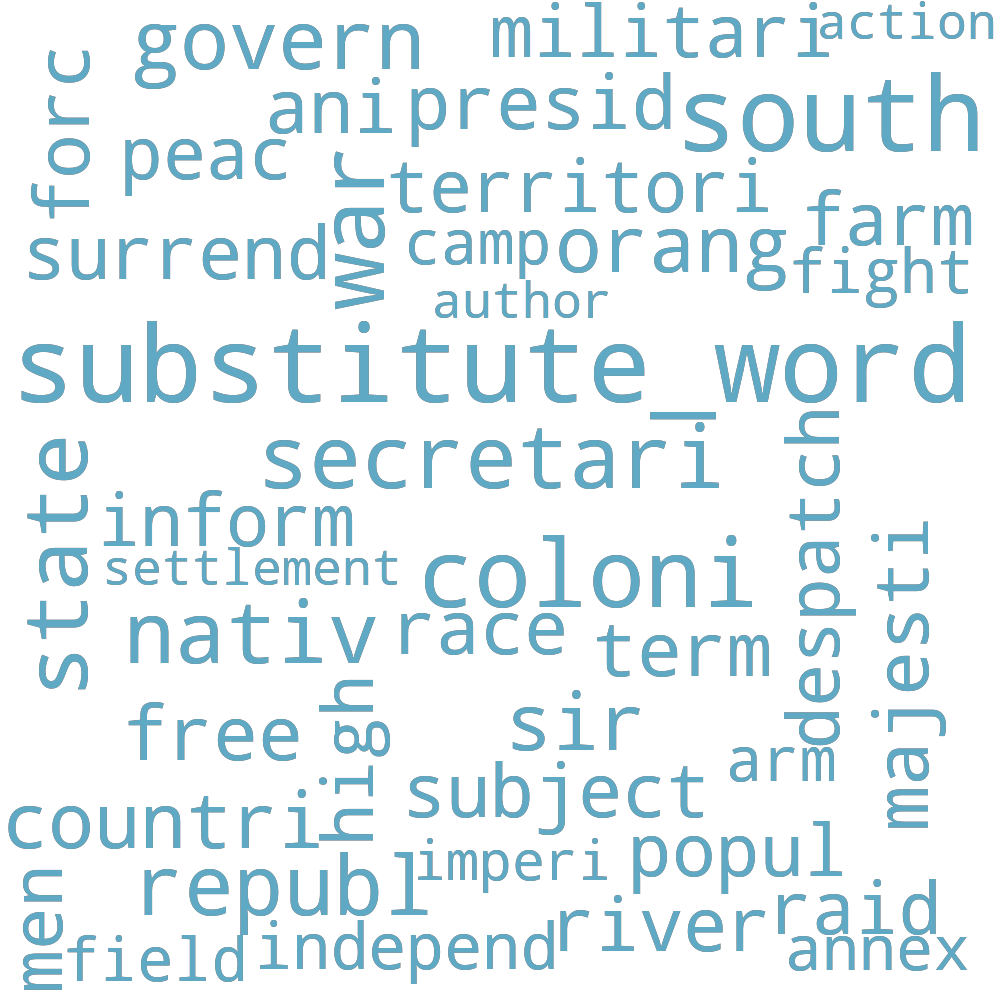 govern
militari
action
forc
ani
presid
south
peac
war
territori
farm
surrend
camp
orang
fight
author
substitute_word
state
secretari
despatch
inform
settlement
coloni
majesti
nativ
race
term
free
high
sir
arm
countri
subject
republ
imperi
popul
men
field
independ
river
raid
annex